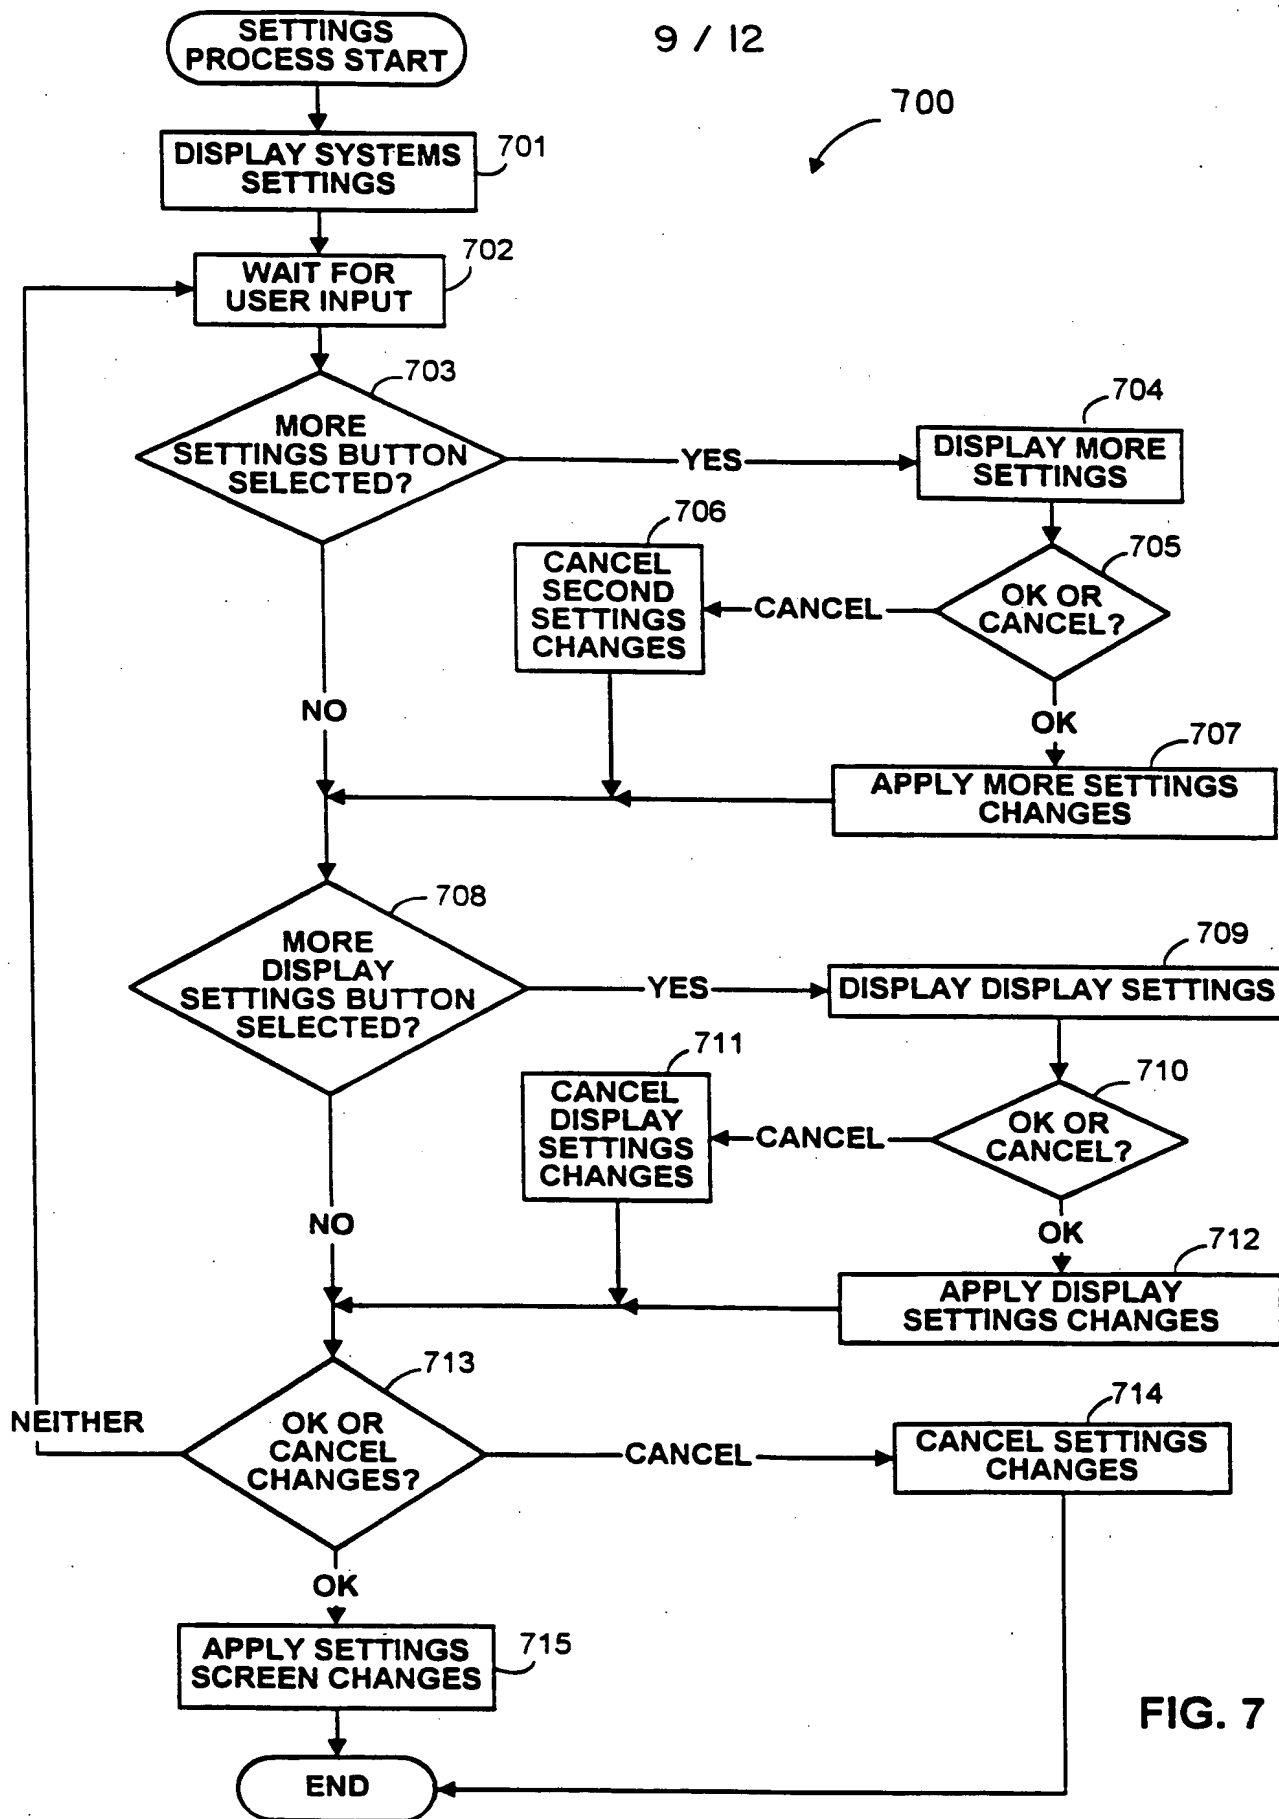 SETTINGS
PROCESS START
9 / 12
700
DISPLAY SYSTEMS
SETTINGS
701
WAIT FOR
USER INPUT
702
703
MORE
SETTINGS BUTTON
SELECTED?
YES
704
DISPLAY MORE
SETTINGS
706
CANCEL
SECOND
SETTINGS
CHANGES
CANCEL
705
OK OR
CANCEL?
NO
OK
707
APPLY MORE SETTINGS
CHANGES
708
MORE
DISPLAY
SETTINGS BUTTON
SELECTED?
YES
709
DISPLAY DISPLAY SETTINGS
711
CANCEL
DISPLAY
SETTINGS
CHANGES
CANCEL
710
OK OR
CANCEL?
NO
OK
712
APPLY DISPLAY
SETTINGS CHANGES
713
NEITHER
OK OR
CANCEL
CHANGES?
CANCEL
714
CANCEL SETTINGS
CHANGES
OK
APPLY SETTINGS
SCREEN CHANGES
715
END
FIG. 7